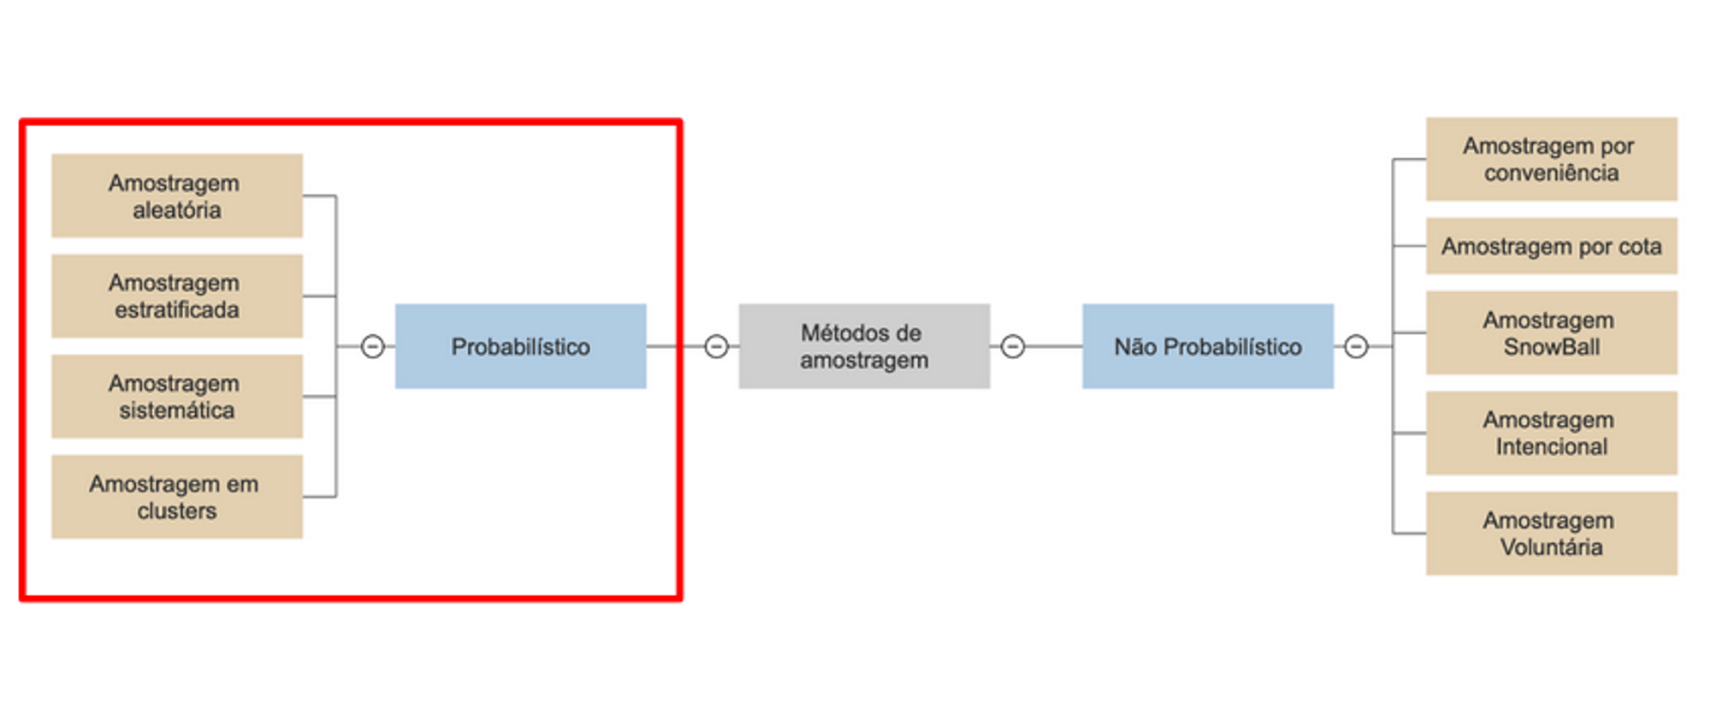 Amostragem
aleatória
Amostragem
estratificada
Amostragem
sistemática
Amostragem em
clusters
Probabilístico
Métodos de
amostragem
Não Probabilístico
Amostragem por
conveniência
Amostragem por cota
Amostragem
SnowBall
Amostragem
Intencional
Amostragem
Voluntária